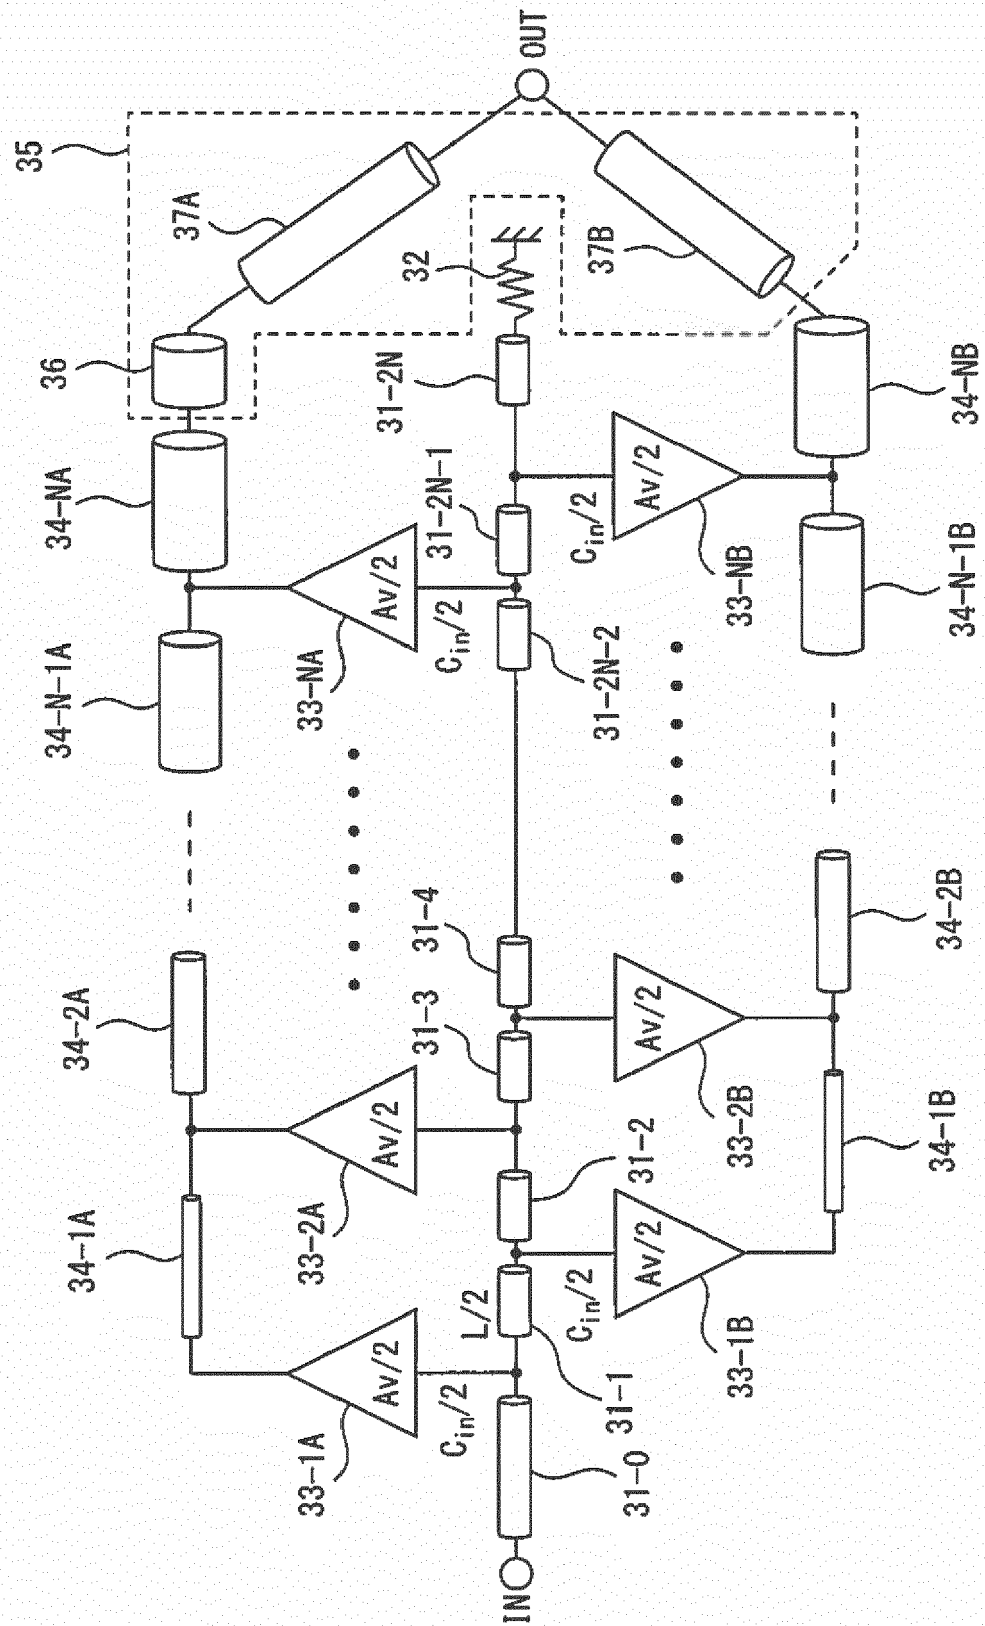 35
37A
OUT
36
34-NA
34-N-1A
34-2A
34-1A
32
37B
31-2N
31-2N-1
33-NA
Av/2
Cin/2
Cin/2
Av/2
33-NB
34-NB
34-N-1B
31-2N-2
31-4
31-3
33-2A
Av/2
Av/2
33-2B
34-2B
34-1B
31-2
33-1A
Av/2
Cin/2
L/2
Cin/2
Av/2
33-1B
31-1
31-0
IN